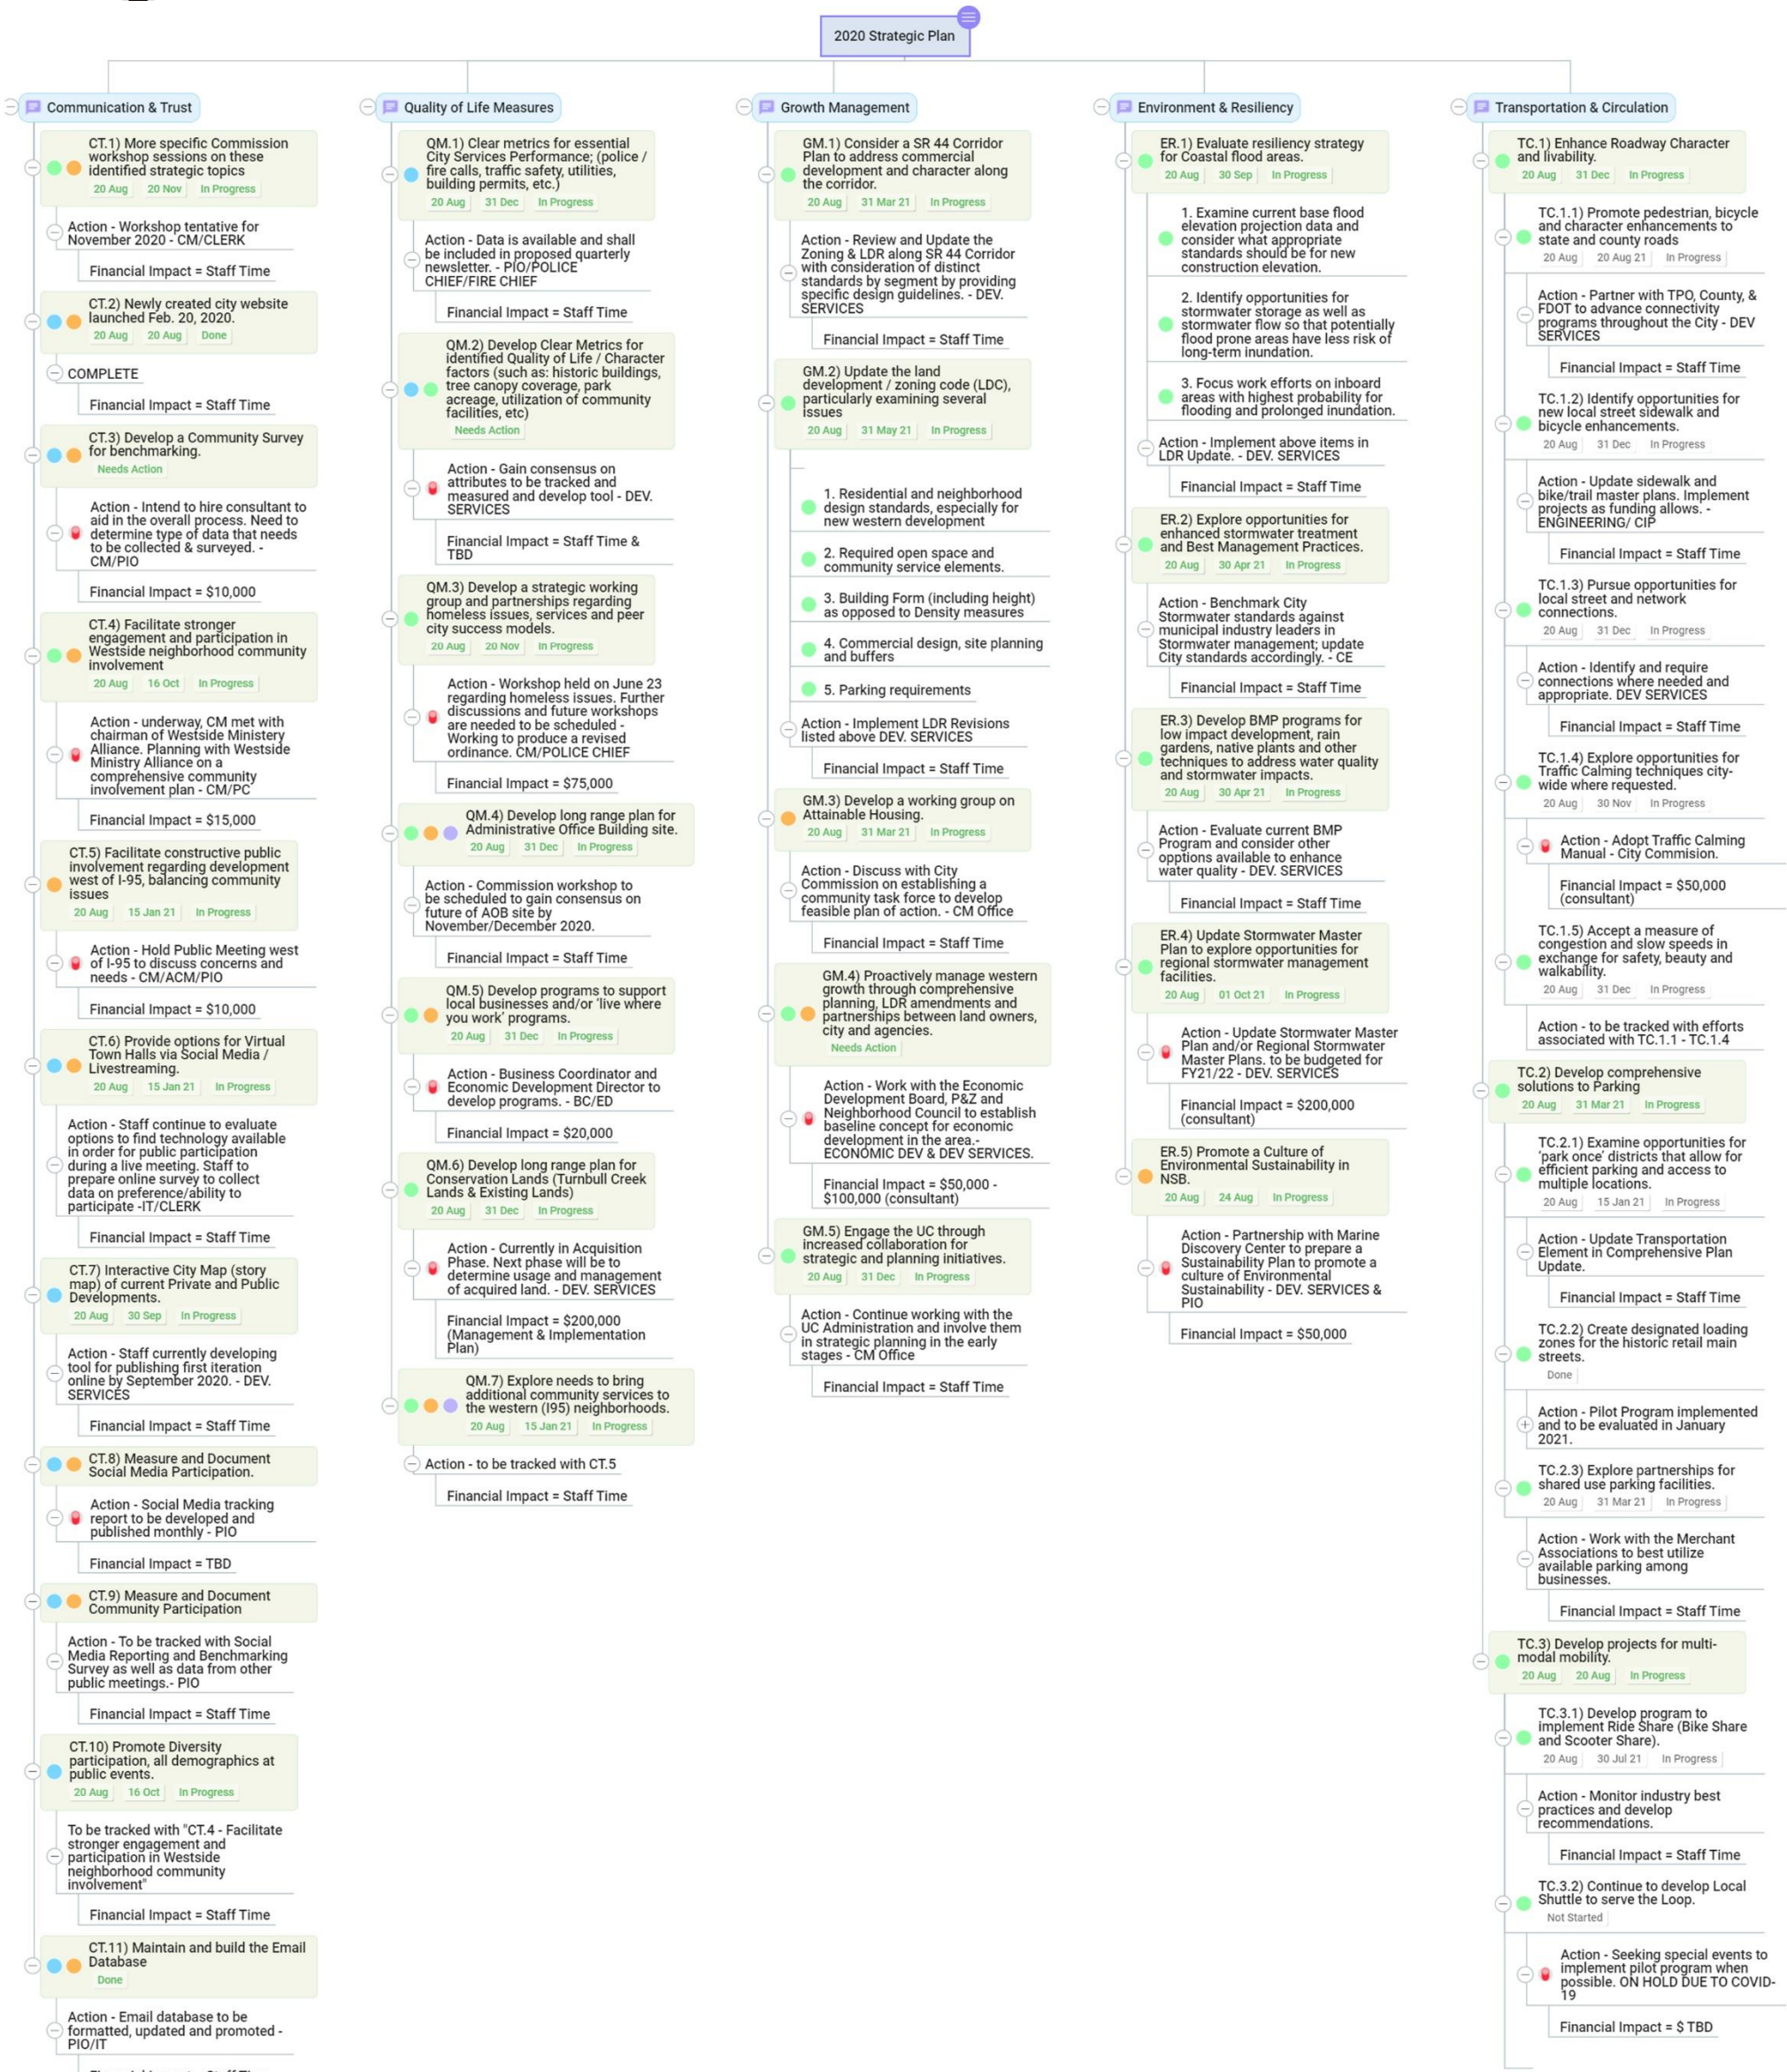 2020 Strategic Plan
Communication & Trust
CT.1) More specific Commission
workshop sessions on these
identified strategic topics
20 Aug 20 Nov In Progress
Action - Workshop tentative for
November 2020 - CM/CLERK
Financial Impact = Staff Time
CT.2) Newly created city website
launched Feb. 20, 2020.
20 Aug 20 Aug Done
COMPLETE
Financial Impact = Staff Time
CT.3) Develop a Community Survey
for benchmarking.
Needs Action
Action - Intend to hire consultant to
aid in the overall process. Need to
determine type of data that needs
to be collected & surveyed. -
CM/PIO
Financial Impact = $10,000
CT.4) Facilitate stronger
engagement and participation in
Westside neighborhood community
involvement
20 Aug 16 Oct In Progress
Action - underway, CM met with
chairman of Westside Ministery
Alliance. Planning with Westside
Ministry Alliance on a
comprehensive community
involvement plan - CM/PC
Financial Impact = $15,000
CT.5) Facilitate constructive public
involvement regarding development
west of I-95, balancing community
issues
20 Aug 15 Jan 21 In Progress
Action - Hold Public Meeting west
of I-95 to discuss concerns and
needs - CM/ACM/PIO
Financial Impact = $10,000
CT.6) Provide options for Virtual
Town Halls via Social Media /
Livestreaming.
20 Aug 15 Jan 21 In Progress
Action - Staff continue to evaluate
options to find technology available
in order for public participation
during a live meeting. Staff to
prepare online survey to collect
data on preference/ability to
participate -IT/CLERK
Financial Impact = Staff Time
CT.7) Interactive City Map (story
map) of current Private and Public
Developments.
20 Aug 30 Sep In Progress
Action - Staff currently developing
tool for publishing first iteration
online by September 2020. - DEV.
SERVICES
Financial Impact = Staff Time
CT.8) Measure and Document
Social Media Participation.
Action - Social Media tracking
report to be developed and
published monthly - PIO
Financial Impact = TBD
CT.9) Measure and Document
Community Participation
Action - To be tracked with Social
Media Reporting and Benchmarking
Survey as well as data from other
public meetings.- PIO
Financial Impact = Staff Time
CT.10) Promote Diversity
participation, all demographics at
public events.
20 Aug 16 Oct In Progress
To be tracked with "CT.4 - Facilitate
stronger engagement and
participation in Westside
neighborhood community
involvement"
Financial Impact = Staff Time
CT.11) Maintain and build the Email
Database
Done
Action - Email database to be
formatted, updated and promoted -
PIO/IT
Quality of Life Measures
QM.1) Clear metrics for essential
City Services Performance; (police /
fire calls, traffic safety, utilities,
building permits, etc.)
20 Aug 31 Dec In Progress
Action - Data is available and shall
be included in proposed quarterly
newsletter. - PIO/POLICE
CHIEF/FIRE CHIEF
Financial Impact = Staff Time
QM.2) Develop Clear Metrics for
identified Quality of Life / Character
factors (such as: historic buildings,
tree canopy coverage, park
acreage, utilization of community
facilities, etc)
Needs Action
Action - Gain consensus on
attributes to be tracked and
measured and develop tool - DEV.
SERVICES
Financial Impact = Staff Time &
TBD
QM.3) Develop a strategic working
group and partnerships regarding
homeless issues, services and peer
city success models.
20 Aug 20 Nov In Progress
Action - Workshop held on June 23
regarding homeless issues. Further
discussions and future workshops
are needed to be scheduled -
Working to produce a revised
ordinance. CM/POLICE CHIEF
Financial Impact = $75,000
QM.4) Develop long range plan for
Administrative Office Building site.
20 Aug 31 Dec In Progress
Action - Commission workshop to
be scheduled to gain consensus on
future of AOB site by
November/December 2020.
Financial Impact = Staff Time
QM.5) Develop programs to support
local businesses and/or 'live where
you work' programs.
20 Aug 31 Dec In Progress
Action - Business Coordinator and
Economic Development Director to
develop programs. - BC/ED
Financial Impact = $20,000
QM.6) Develop long range plan for
Conservation Lands (Turnbull Creek
Lands & Existing Lands)
20 Aug 31 Dec In Progress
Action - Currently in Acquisition
Phase. Next phase will be to
determine usage and management
of acquired land. - DEV. SERVICES
Financial Impact = $200,000
(Management & Implementation
Plan)
QM.7) Explore needs to bring
additional community services to
the western (I95) neighborhoods.
20 Aug 15 Jan 21 In Progress
Action - to be tracked with CT.5
Financial Impact = Staff Time
Growth Management
GM.1) Consider a SR 44 Corridor
Plan to address commercial
development and character along
the corridor.
20 Aug 31 Mar 21 In Progress
Action - Review and Update the
Zoning & LDR along SR 44 Corridor
with consideration of distinct
standards by segment by providing
specific design guidelines. - DEV.
SERVICES
Financial Impact = Staff Time
GM.2) Update the land
development / zoning code (LDC),
particularly examining several
issues
20 Aug 31 May 21 In Progress
1. Residential and neighborhood
design standards, especially for
new western development
2. Required open space and
community service elements.
3. Building Form (including height)
as opposed to Density measures
4. Commercial design, site planning
and buffers
5. Parking requirements
Action - Implement LDR Revisions
listed above DEV. SERVICES
Financial Impact = Staff Time
GM.3) Develop a working group on
Attainable Housing.
20 Aug 31 Mar 21 In Progress
Action - Discuss with City
Commission on establishing a
community task force to develop
feasible plan of action. - CM Office
Financial Impact = Staff Time
GM.4) Proactively manage western
growth through comprehensive
planning, LDR amendments and
partnerships between land owners,
city and agencies.
Needs Action
Action - Work with the Economic
Development Board, P&Z and
Neighborhood Council to establish
baseline concept for economic
development in the area.-
ECONOMIC DEV & DEV SERVICES.
Financial Impact = $50,000 -
$100,000 (consultant)
GM.5) Engage the UC through
increased collaboration for
strategic and planning initiatives.
20 Aug 31 Dec In Progress
Action - Continue working with the
UC Administration and involve them
in strategic planning in the early
stages - CM Office
Financial Impact = Staff Time
Environment & Resiliency
ER.1) Evaluate resiliency strategy
for Coastal flood areas.
20 Aug 30 Sep In Progress
1. Examine current base flood
elevation projection data and
consider what appropriate
standards should be for new
construction elevation.
2. Identify opportunities for
stormwater storage as well as
stormwater flow so that potentially
flood prone areas have less risk of
long-term inundation.
3. Focus work efforts on inboard
areas with highest probability for
flooding and prolonged inundation.
Action - Implement above items in
LDR Update. - DEV. SERVICES
Financial Impact = Staff Time
ER.2) Explore opportunities for
enhanced stormwater treatment
and Best Management Practices.
20 Aug 30 Apr 21 In Progress
Action - Benchmark City
Stormwater standards against
municipal industry leaders in
Stormwater management; update
City standards accordingly. - CE
Financial Impact = Staff Time
ER.3) Develop BMP programs for
low impact development, rain
gardens, native plants and other
techniques to address water quality
and stormwater impacts.
20 Aug 30 Apr 21 In Progress
Action - Evaluate current BMP
Program and consider other
opptions available to enhance
water quality - DEV. SERVICES
Financial Impact = Staff Time
ER.4) Update Stormwater Master
Plan to explore opportunities for
regional stormwater management
facilities.
20 Aug 01 Oct 21 In Progress
Action - Update Stormwater Master
Plan and/or Regional Stormwater
Master Plans. to be budgeted for
FY21/22 - DEV. SERVICES
Financial Impact = $200,000
(consultant)
ER.5) Promote a Culture of
Environmental Sustainability in
NSB.
20 Aug 24 Aug In Progress
Action - Partnership with Marine
Discovery Center to prepare a
Sustainability Plan to promote a
culture of Environmental
Sustainability - DEV. SERVICES &
PIO
Financial Impact = $50,000
Transportation & Circulation
TC.1) Enhance Roadway Character
and livability.
20 Aug 31 Dec In Progress
TC.1.1) Promote pedestrian, bicycle
and character enhancements to
state and county roads
20 Aug 20 Aug 21 In Progress
Action - Partner with TPO, County, &
FDOT to advance connectivity
programs throughout the City - DEV
SERVICES
Financial Impact = Staff Time
TC.1.2) Identify opportunities for
new local street sidewalk and
bicycle enhancements.
20 Aug 31 Dec In Progress
Action - Update sidewalk and
bike/trail master plans. Implement
projects as funding allows. -
ENGINEERING/ CIP
Financial Impact = Staff Time
TC.1.3) Pursue opportunities for
local street and network
connections.
20 Aug 31 Dec In Progress
Action - Identify and require
connections where needed and
appropriate. DEV SERVICES
Financial Impact = Staff Time
TC.1.4) Explore opportunities for
Traffic Calming techniques city-
wide where requested.
20 Aug 30 Nov In Progress
Action - Adopt Traffic Calming
Manual - City Commision.
Financial Impact = $50,000
(consultant)
TC.1.5) Accept a measure of
congestion and slow speeds in
exchange for safety, beauty and
walkability.
20 Aug 31 Dec In Progress
Action - to be tracked with efforts
associated with TC.1.1 - TC.1.4
TC.2) Develop comprehensive
solutions to Parking
20 Aug 31 Mar 21 In Progress
TC.2.1) Examine opportunities for
'park once' districts that allow for
efficient parking and access to
multiple locations.
20 Aug 15 Jan 21 In Progress
Action - Update Transportation
Element in Comprehensive Plan
Update.
Financial Impact = Staff Time
TC.2.2) Create designated loading
zones for the historic retail main
streets.
Done
Action - Pilot Program implemented
and to be evaluated in January
2021.
TC.2.3) Explore partnerships for
shared use parking facilities.
20 Aug 31 Mar 21 In Progress
Action - Work with the Merchant
Associations to best utilize
available parking among
businesses.
Financial Impact = Staff Time
TC.3) Develop projects for multi-
modal mobility.
20 Aug 20 Aug In Progress
TC.3.1) Develop program to
implement Ride Share (Bike Share
and Scooter Share).
20 Aug 30 Jul 21 In Progress
Action - Monitor industry best
practices and develop
recommendations.
Financial Impact = Staff Time
TC.3.2) Continue to develop Local
Shuttle to serve the Loop.
Not Started
Action - Seeking special events to
implement pilot program when
possible. ON HOLD DUE TO COVID-
19
Financial Impact = $ TBD